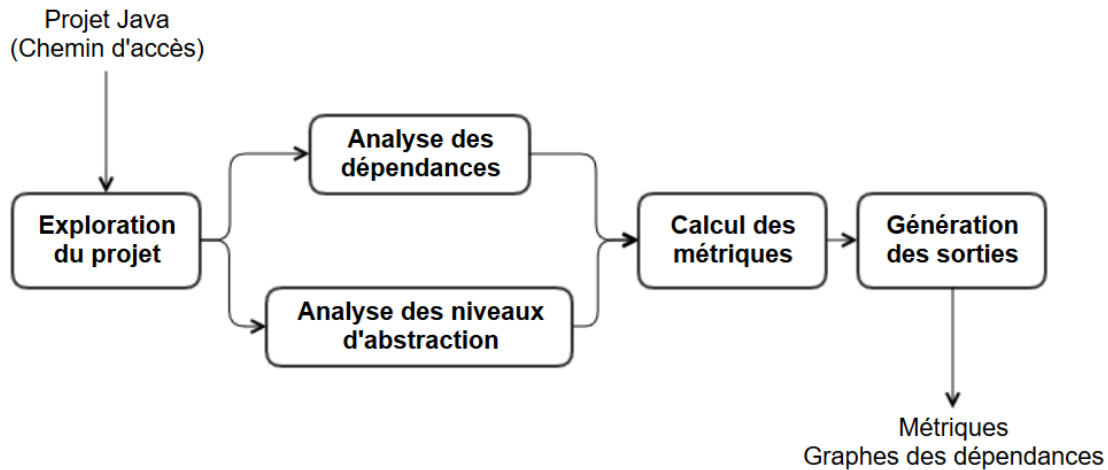 Projet Java
(Chemin d'accès)
Exploration
du projet
Analyse des
dépendances
Analyse des niveaux
d'abstraction
Calcul des
métriques
Génération
des sorties
Métriques
Graphes des dépendances